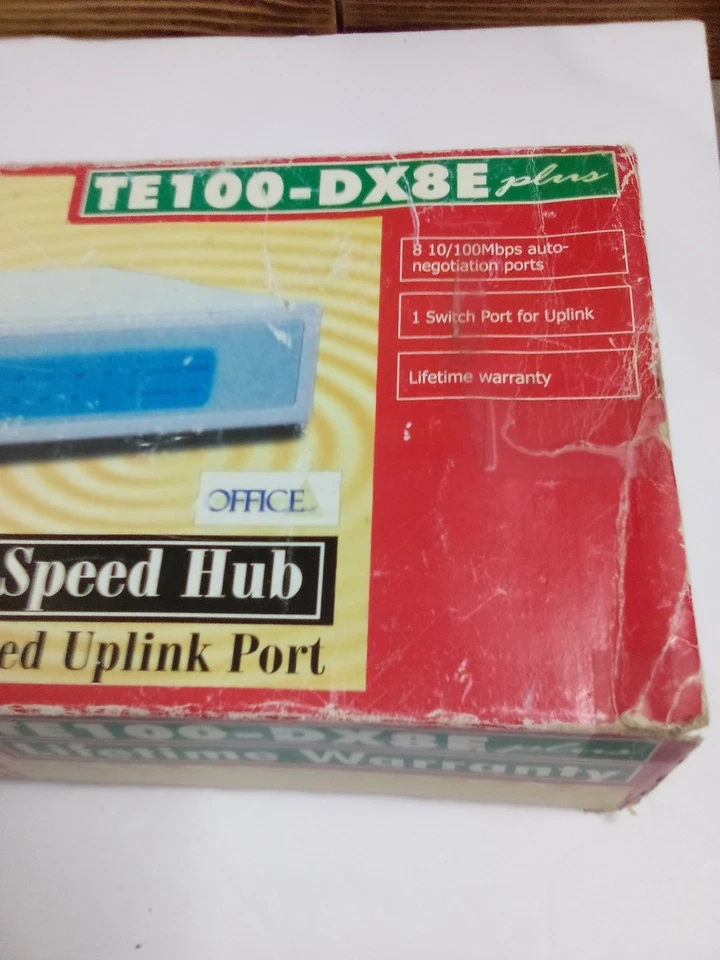 TE100-DX8E plus
8 10/100Mbps auto-
negotiation ports
1 Switch Port for Uplink
Lifetime warranty
OFFICE
Speed Hub
ed Uplink Port
TE100-DX8E plus
Lifetime Warranty